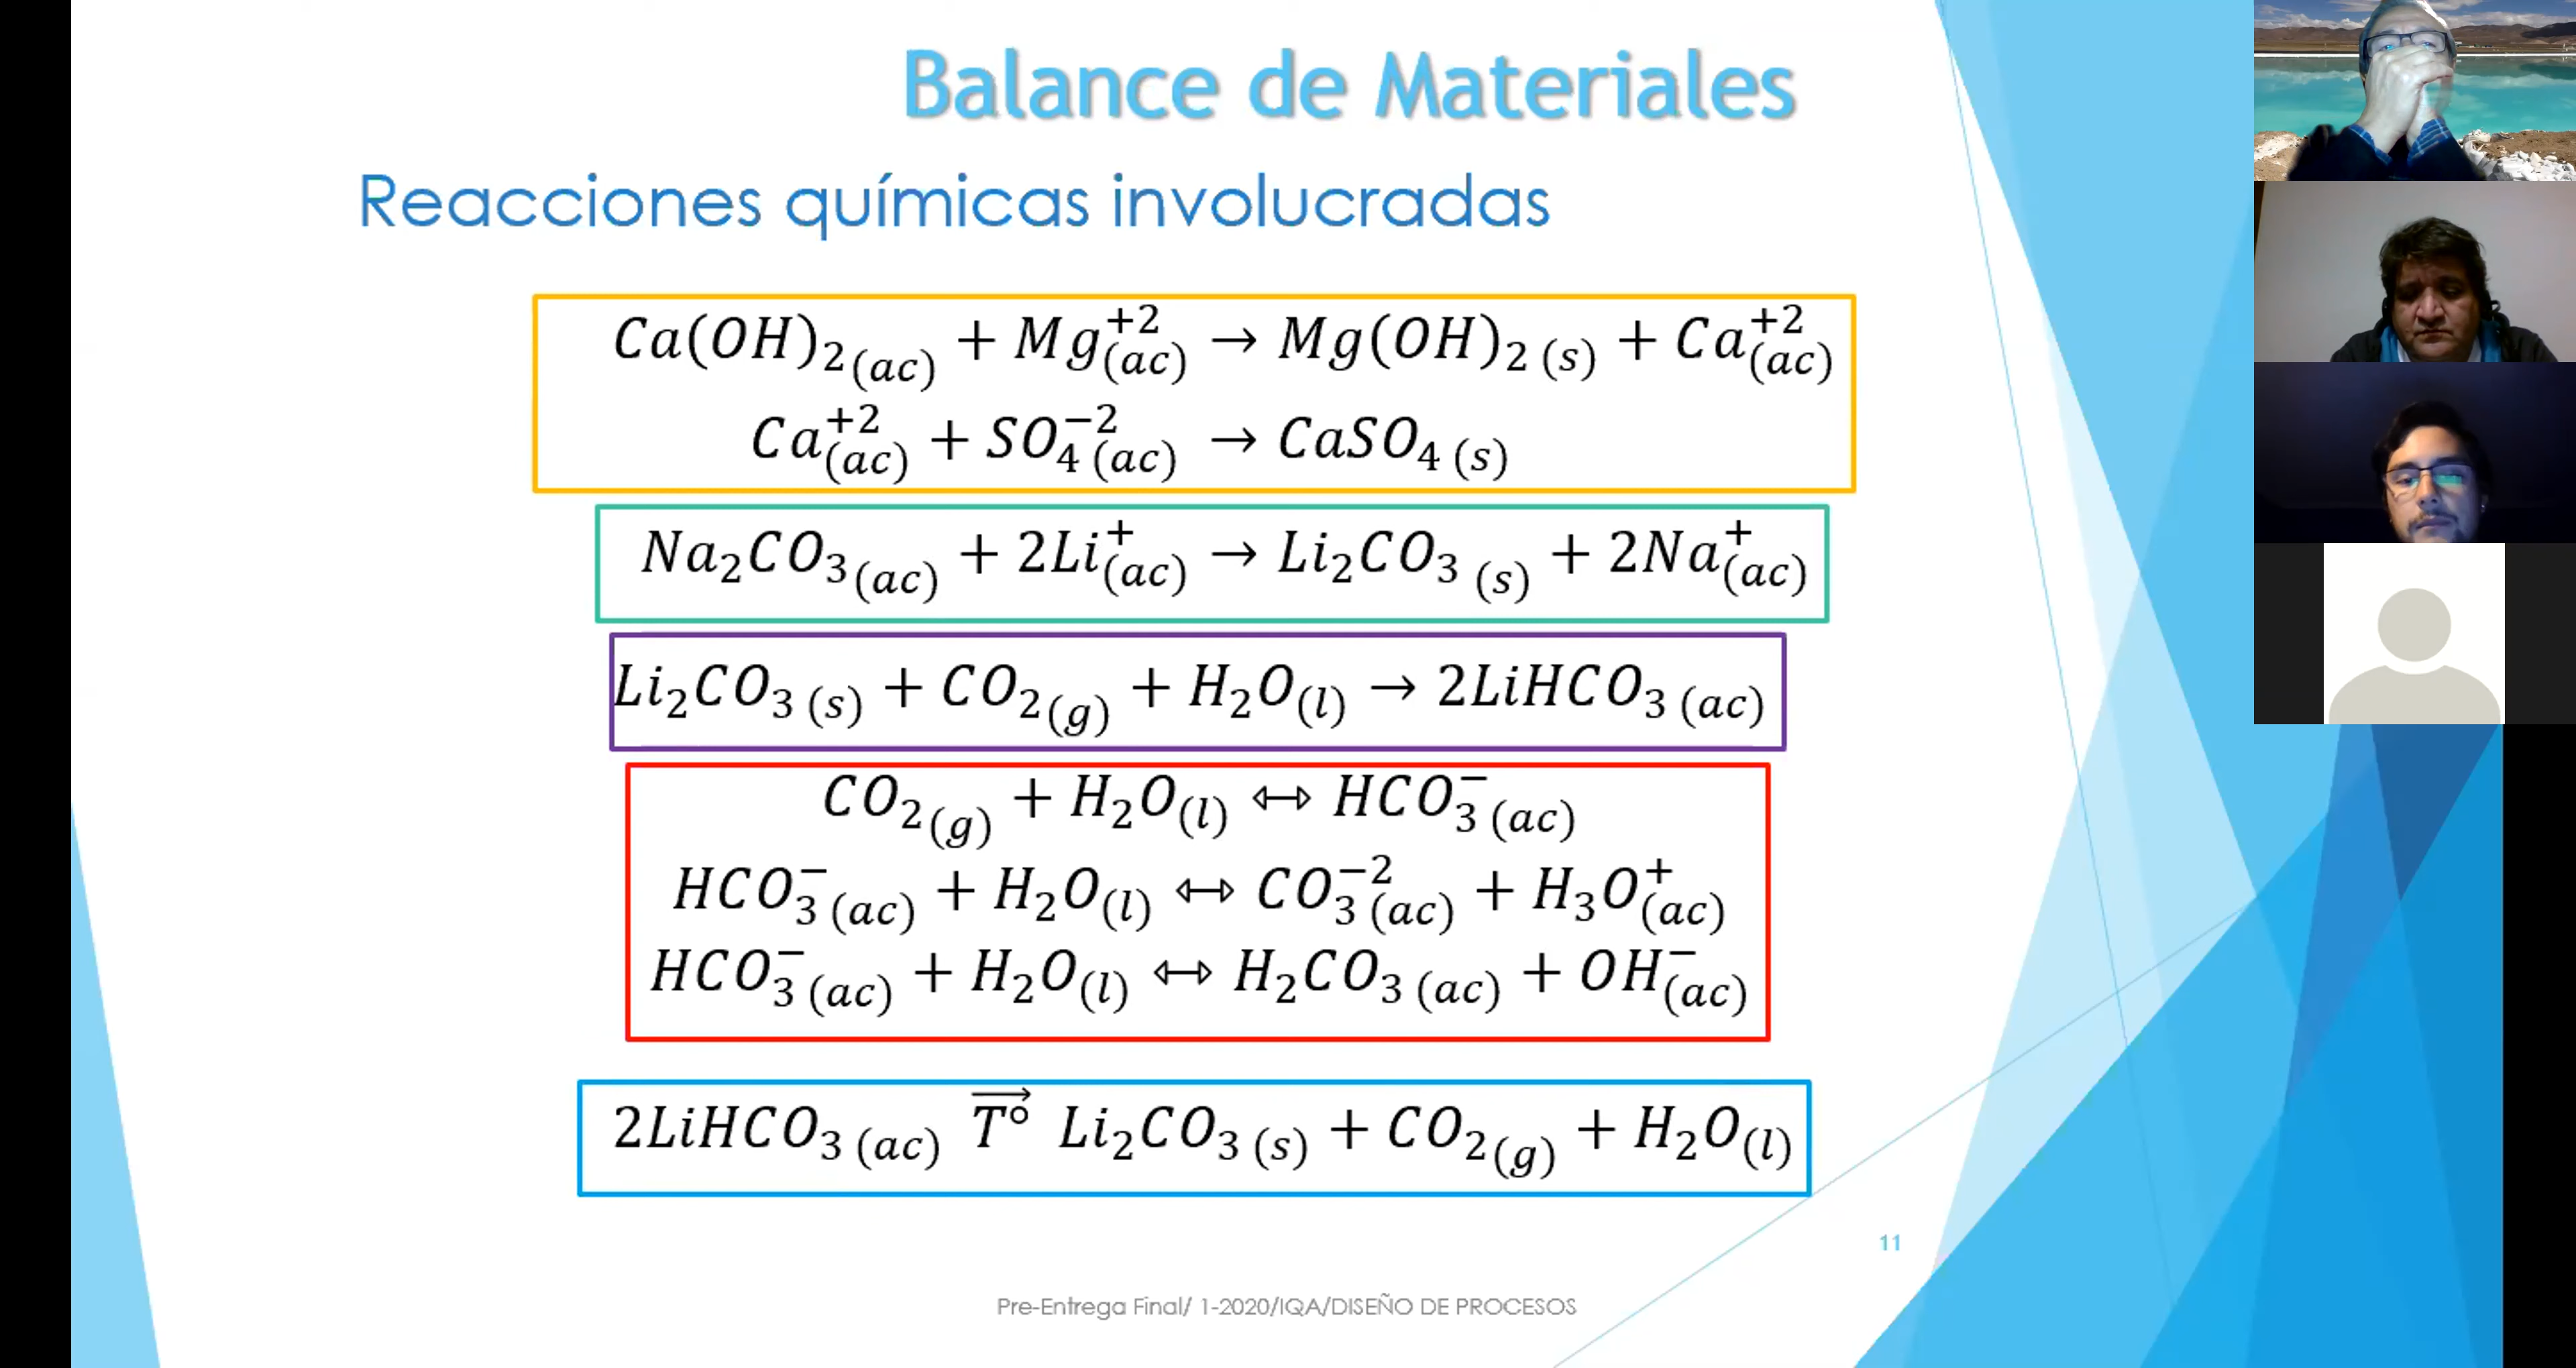 Balance de Materiales
Reacciones químicas involucradas
Ca(OH)₂₍ac₎ + Mg⁺²₍ac₎ → Mg(OH)₂ ₍s₎ + Ca⁺²₍ac₎
Ca⁺²₍ac₎ + SO₄⁻²₍ac₎ → CaSO₄ ₍s₎
Na₂CO₃₍ac₎ + 2Li⁺₍ac₎ → Li₂CO₃ ₍s₎ + 2Na⁺₍ac₎
Li₂CO₃ ₍s₎ + CO₂₍g₎ + H₂O₍l₎ → 2LiHCO₃ ₍ac₎
CO₂₍g₎ + H₂O₍l₎ ⇿ HCO₃⁻₍ac₎
HCO₃⁻₍ac₎ + H₂O₍l₎ ⇿ CO₃⁻²₍ac₎ + H₃O⁺₍ac₎
HCO₃⁻₍ac₎ + H₂O₍l₎ ⇿ H₂CO₃ ₍ac₎ + OH⁻₍ac₎
2LiHCO₃ ₍ac₎ T°→ Li₂CO₃ ₍s₎ + CO₂₍g₎ + H₂O₍l₎
11
Pre-Entrega Final/ 1-2020/IQA/DISEÑO DE PROCESOS